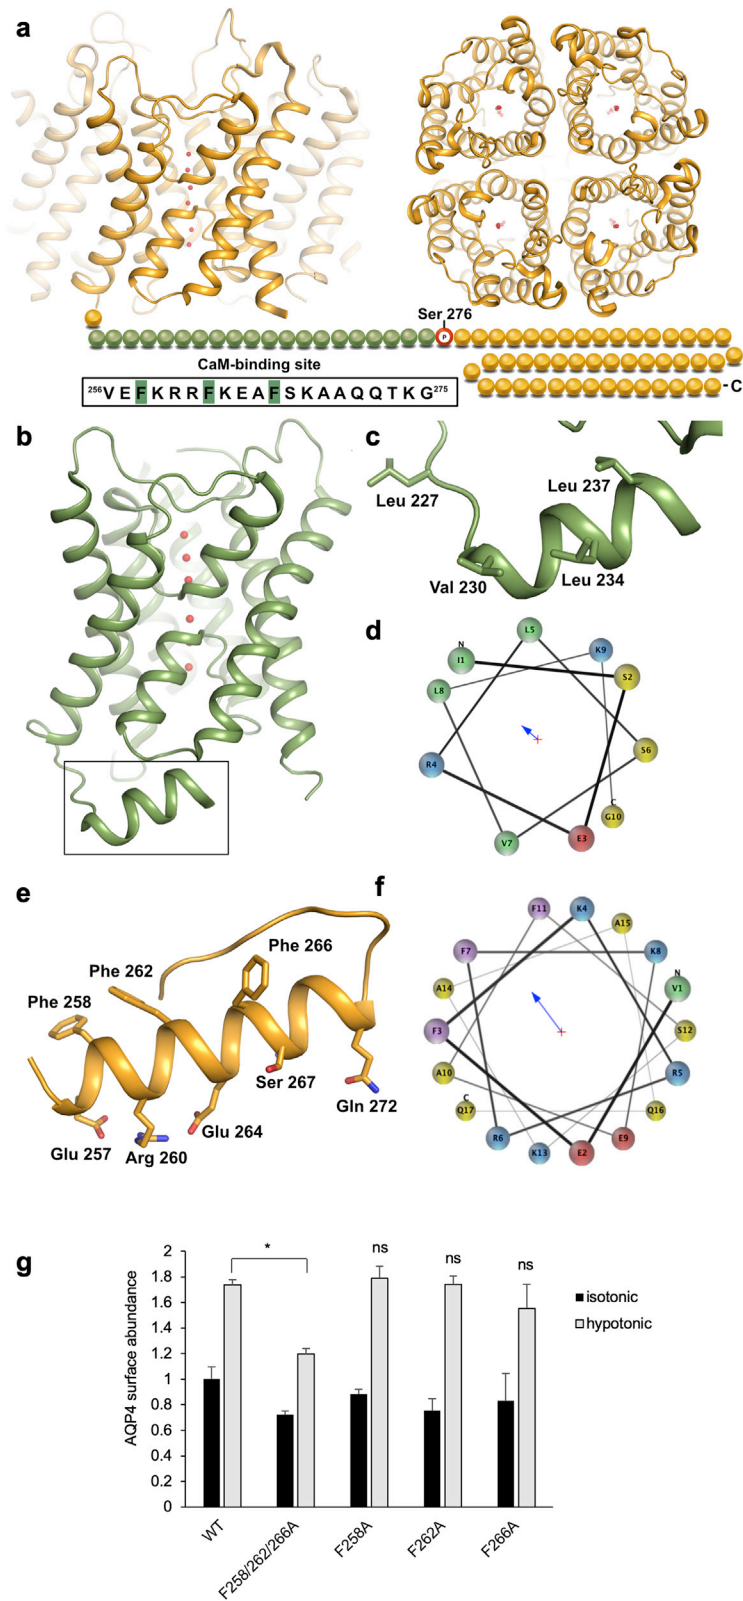 a
Ser 276
P
CaM-binding site
256VEFKRRFKEAFSKAAQQTKG275
-C
b
c
Leu 227
Leu 237
Val 230
Leu 234
d
N
L5
K9
I1
S2
L8
R4
S6
C
G10
V7
E3
e
f
Phe 266
Phe 262
Phe 258
Ser 267
Gln 272
Glu 264
Glu 257
Arg 260
F11
K4
A15
F7
K8
N
A14
V1
F3
S12
A10
R5
C
Q17
Q16
R6
K13
E2
E9
g
AQP4 surface abundance
2
1.8
1.6
1.4
1.2
1
0.8
0.6
0.4
0.2
0
*
ns
ns
ns
isotonic
hypotonic
WT
F258/262/266A
F258A
F262A
F266A